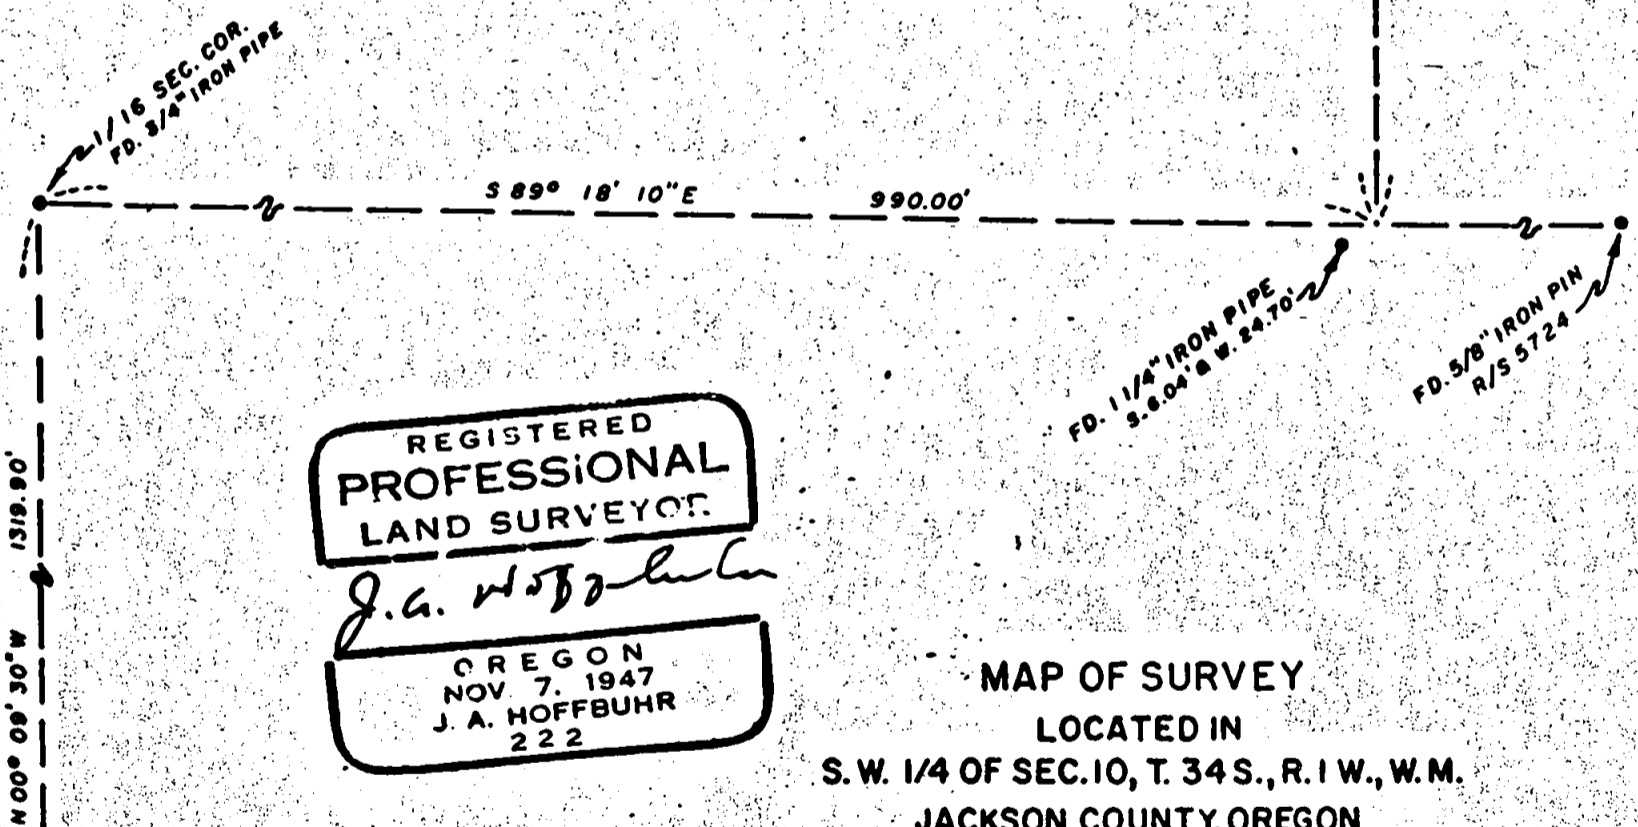 1/16 SEC. COR.
FD. 3/4" IRON PIPE
S 89° 18' 10" E 990.00'
FD. 1 1/4" IRON PIPE
S. 6.04' & W. 24.70'
FD. 5/8" IRON PIN
R/S 5724
N 00° 09' 30" W 1319.90'
REGISTERED
PROFESSIONAL
LAND SURVEYOR
J.A. Hoffbuhr
OREGON
NOV 7. 1947
J. A. HOFFBUHR
222
MAP OF SURVEY
LOCATED IN
S.W. 1/4 OF SEC.10, T. 34 S., R. 1 W., W.M.
JACKSON COUNTY OREGON